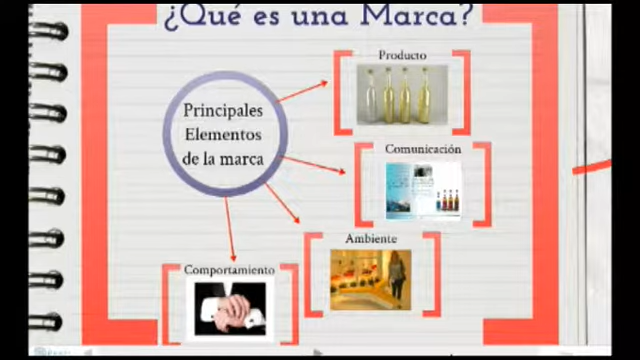 ¿Qué es una Marca?
Producto
Principales
Elementos
de la marca
Comunicación
Ambiente
Comportamiento